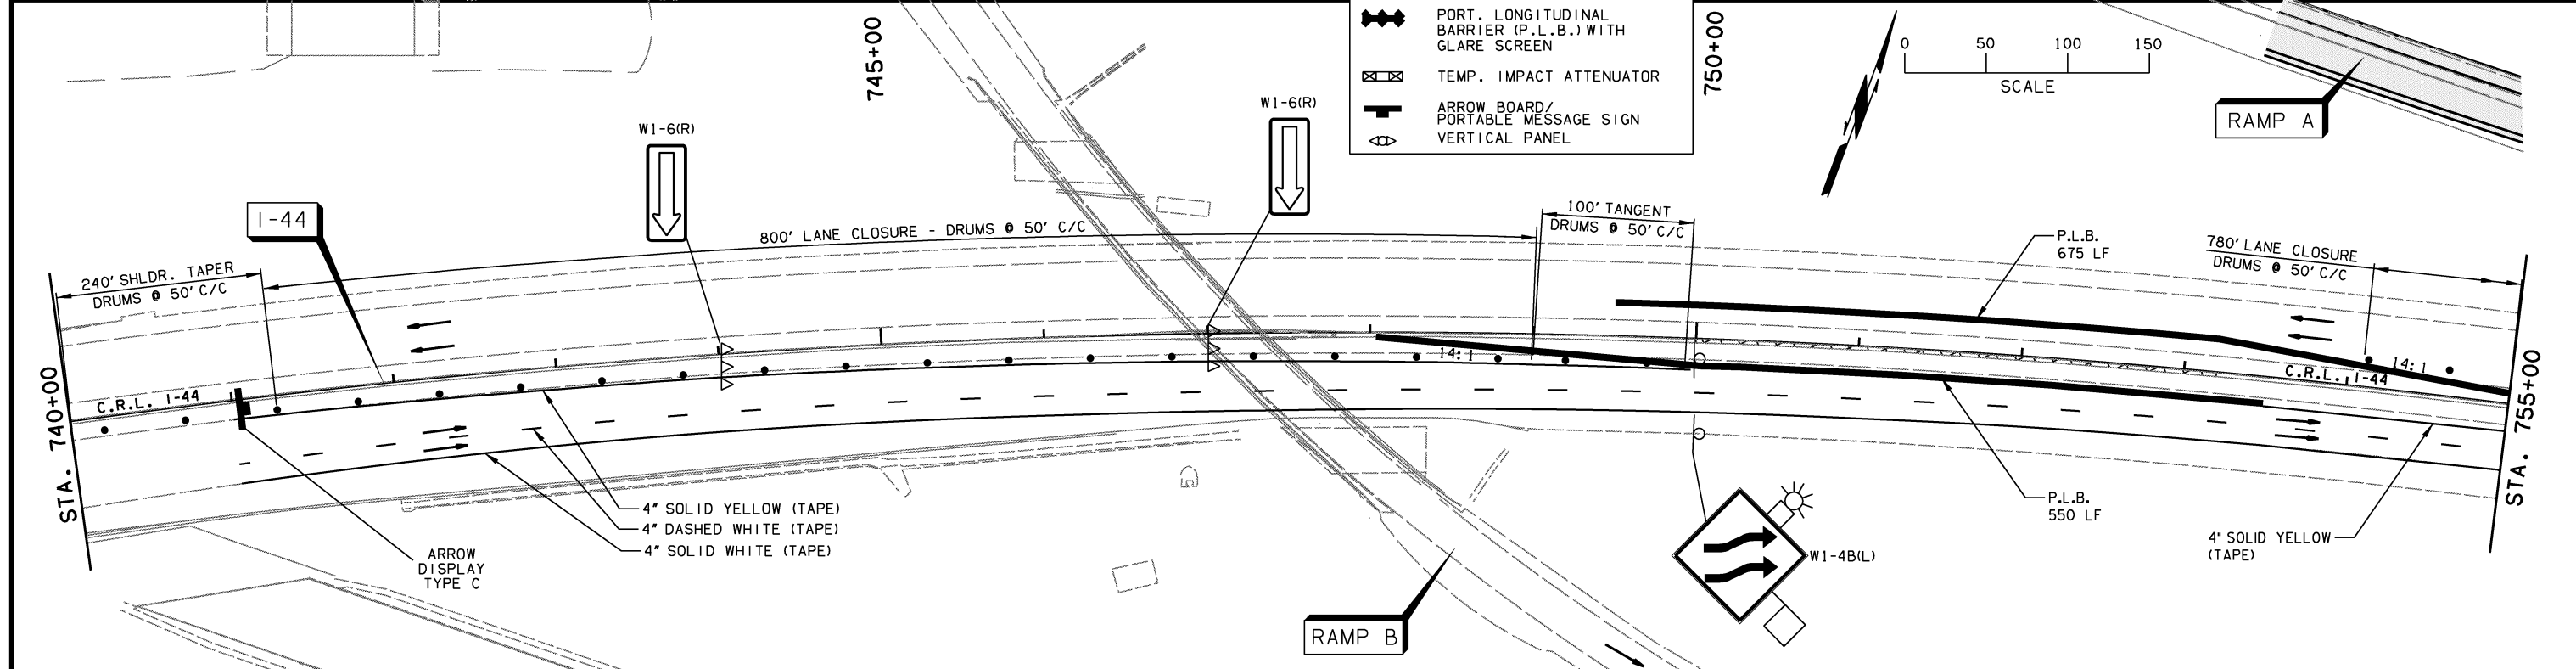 PORT. LONGITUDINAL
BARRIER (P.L.B.) WITH
GLARE SCREEN
TEMP. IMPACT ATTENUATOR
ARROW BOARD/
PORTABLE MESSAGE SIGN
VERTICAL PANEL
745+00
750+00
0 50 100 150
SCALE
RAMP A
W1-6(R)
W1-6(R)
I-44
800' LANE CLOSURE - DRUMS @ 50' C/C
100' TANGENT
DRUMS @ 50' C/C
P.L.B.
675 LF
780' LANE CLOSURE
DRUMS @ 50' C/C
240' SHLDR. TAPER
DRUMS @ 50' C/C
14:1
14:1
C.R.L. I-44
C.R.L. I-44
STA. 740+00
STA. 755+00
4" SOLID YELLOW (TAPE)
4" DASHED WHITE (TAPE)
4" SOLID WHITE (TAPE)
ARROW
DISPLAY
TYPE C
P.L.B.
550 LF
4" SOLID YELLOW
(TAPE)
W1-4B(L)
RAMP B